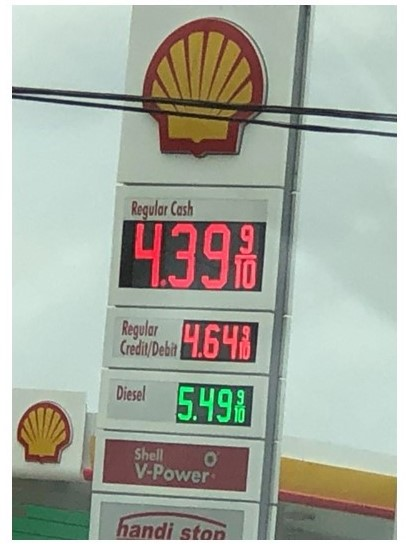 Regular Cash
4.39 9/10
Regular
Credit/Debit 4.64 9/10
Diesel 5.49 9/10
Shell
V-Power
handi stop